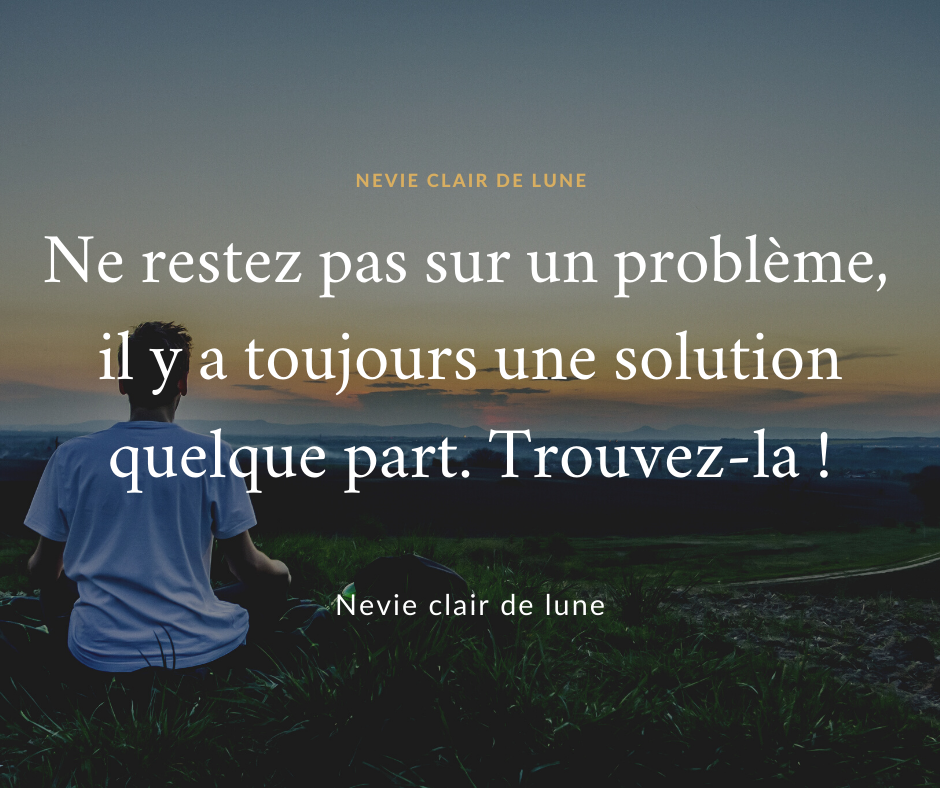 NEVIE CLAIR DE LUNE
Ne restez pas sur un problème,
il y a toujours une solution
quelque part. Trouvez-la !
Nevie clair de lune